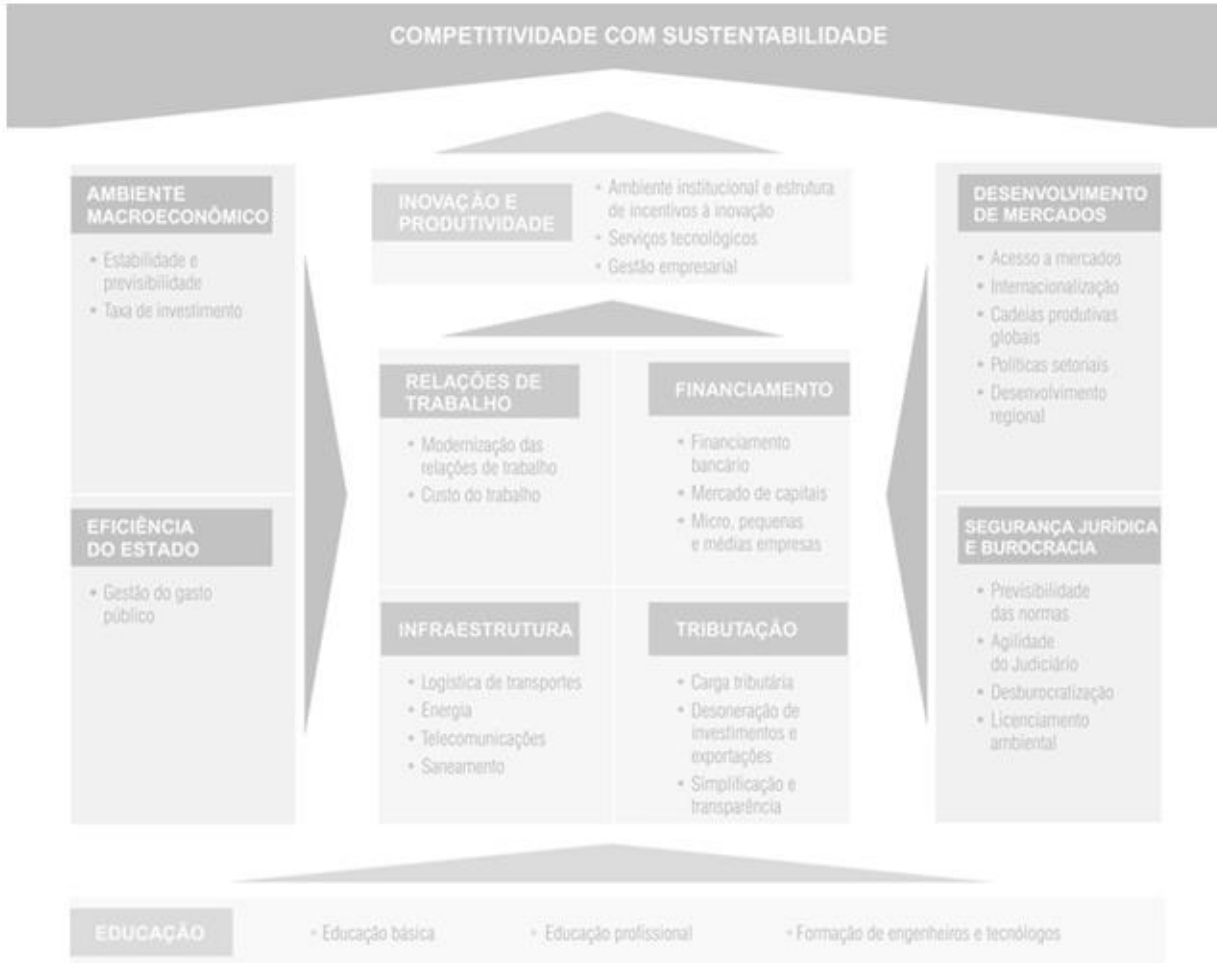 COMPETITIVIDADE COM SUSTENTABILIDADE
AMBIENTE
MACROECONÔMICO
• Estabilidade e
previsibilidade
• Taxa de investimento
EFICIÊNCIA
DO ESTADO
• Gestão do gasto
público
INOVAÇÃO E
PRODUTIVIDADE
• Ambiente institucional e estrutura
de incentivos à inovação
• Serviços tecnológicos
• Gestão empresarial
RELAÇÕES DE
TRABALHO
• Modernização das
relações de trabalho
• Custo do trabalho
FINANCIAMENTO
• Financiamento
bancário
• Mercado de capitais
• Micro, pequenas
e médias empresas
INFRAESTRUTURA
• Logística de transportes
• Energia
• Telecomunicações
• Saneamento
TRIBUTAÇÃO
• Carga tributária
• Desoneração de
investimentos e
exportações
• Simplificação e
transparência
DESENVOLVIMENTO
DE MERCADOS
• Acesso a mercados
• Internacionalização
• Cadeias produtivas
globais
• Políticas setoriais
• Desenvolvimento
regional
SEGURANÇA JURÍDICA
E BUROCRACIA
• Previsibilidade
das normas
• Agilidade
do Judiciário
• Desburocratização
• Licenciamento
ambiental
EDUCAÇÃO
• Educação básica
• Educação profissional
• Formação de engenheiros e tecnólogos